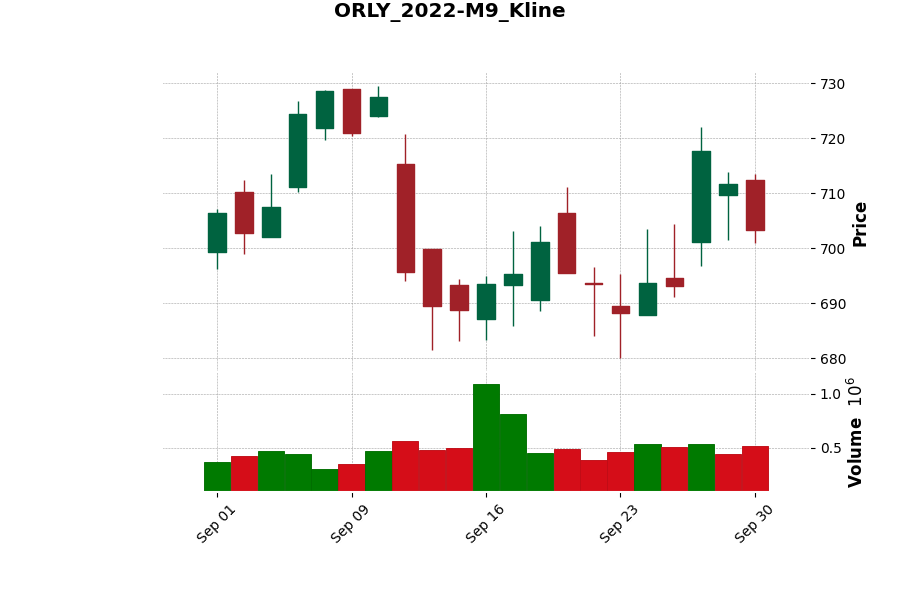 ORLY_2022-M9_Kline
730
720
710
700
690
680
Price
1.0
0.5
Volume 10^6
Sep 01
Sep 09
Sep 16
Sep 23
Sep 30